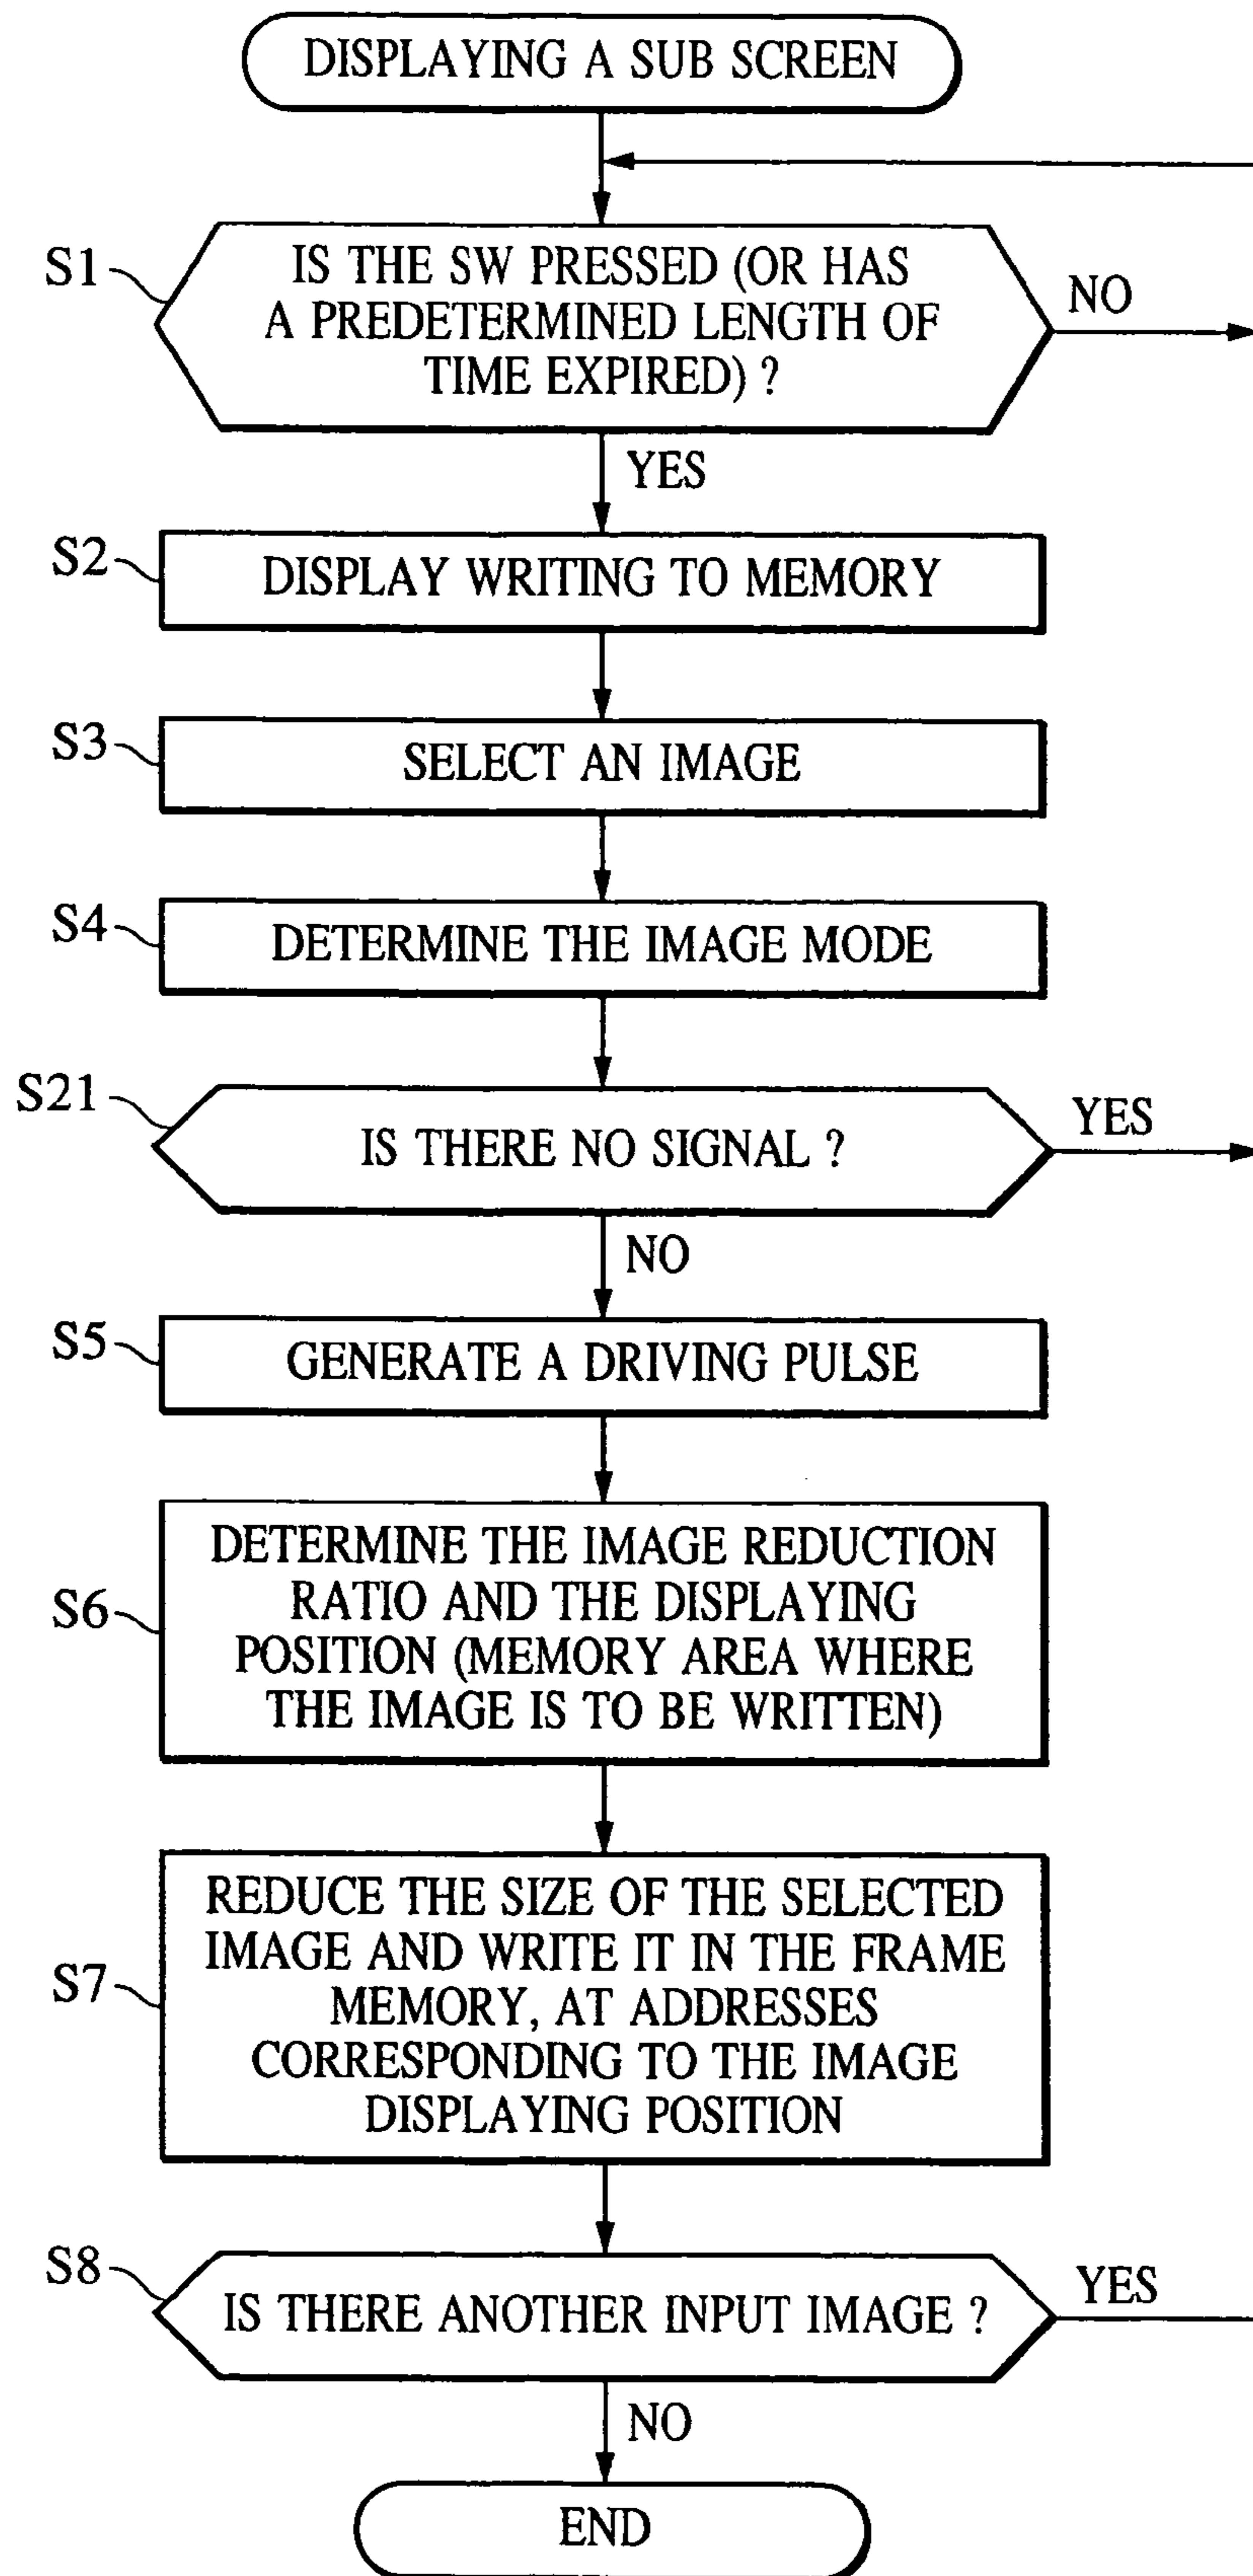 DISPLAYING A SUB SCREEN
S1
IS THE SW PRESSED (OR HAS
A PREDETERMINED LENGTH OF
TIME EXPIRED) ?
NO
YES
S2
DISPLAY WRITING TO MEMORY
S3
SELECT AN IMAGE
S4
DETERMINE THE IMAGE MODE
S21
IS THERE NO SIGNAL ?
YES
NO
S5
GENERATE A DRIVING PULSE
S6
DETERMINE THE IMAGE REDUCTION
RATIO AND THE DISPLAYING
POSITION (MEMORY AREA WHERE
THE IMAGE IS TO BE WRITTEN)
S7
REDUCE THE SIZE OF THE SELECTED
IMAGE AND WRITE IT IN THE FRAME
MEMORY, AT ADDRESSES
CORRESPONDING TO THE IMAGE
DISPLAYING POSITION
S8
IS THERE ANOTHER INPUT IMAGE ?
YES
NO
END